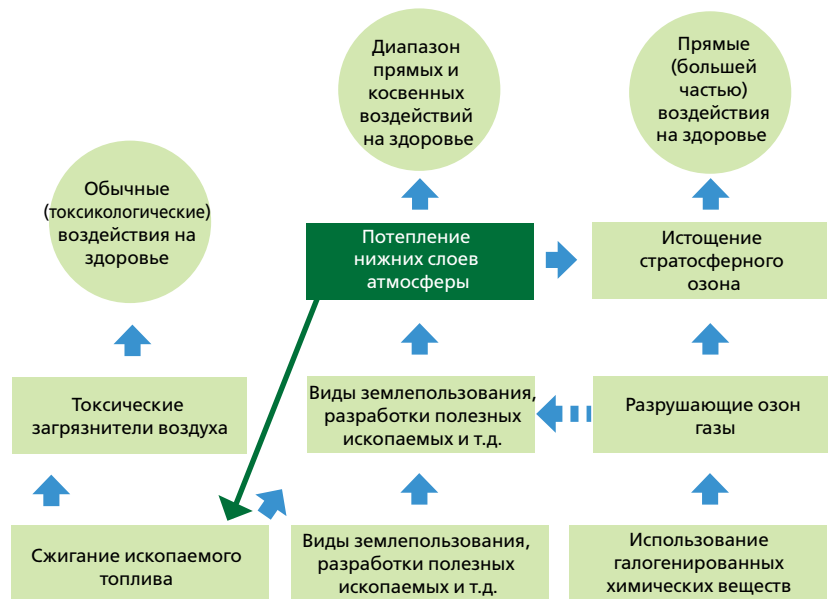 Диапазон
прямых и
косвенных
воздействий
на здоровье
Прямые
(большей
частью)
воздействия
на здоровье
Обычные
(токсикологические)
воздействия на
здоровье
Потепление
нижних слоев
атмосферы
Истощение
стратосферного
озона
Токсические
загрязнители воздуха
Виды землепользования,
разработки полезных
ископаемых и т.д.
Разрушающие озон
газы
Сжигание ископаемого
топлива
Виды землепользования,
разработки полезных
ископаемых и т.д.
Использование
галогенированных
химических веществ